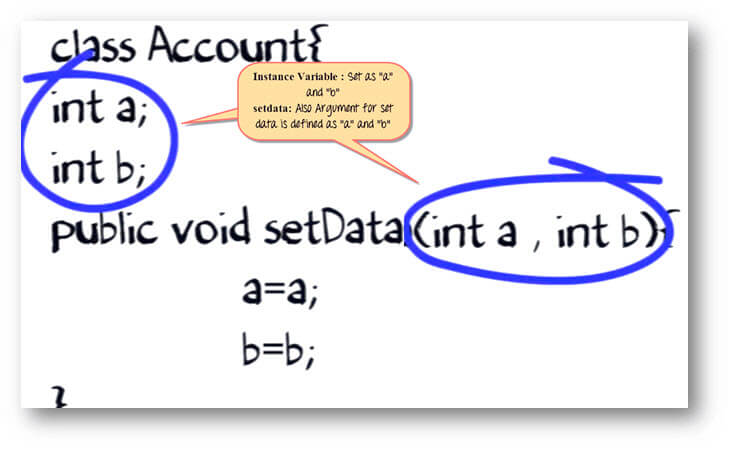 class Account{
int a;
int b;
Instance Variable : Set as "a"
and "b"
setdata: Also Argument for set
data is defined as "a" and "b"
public void setData(int a , int b){
a=a;
b=b;
}